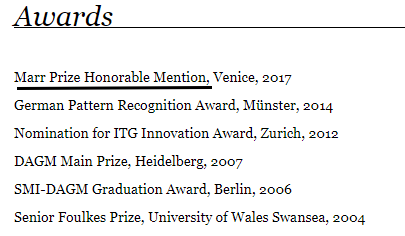 Awards
Marr Prize Honorable Mention, Venice, 2017
German Pattern Recognition Award, Münster, 2014
Nomination for ITG Innovation Award, Zurich, 2012
DAGM Main Prize, Heidelberg, 2007
SMI-DAGM Graduation Award, Berlin, 2006
Senior Foulkes Prize, University of Wales Swansea, 2004